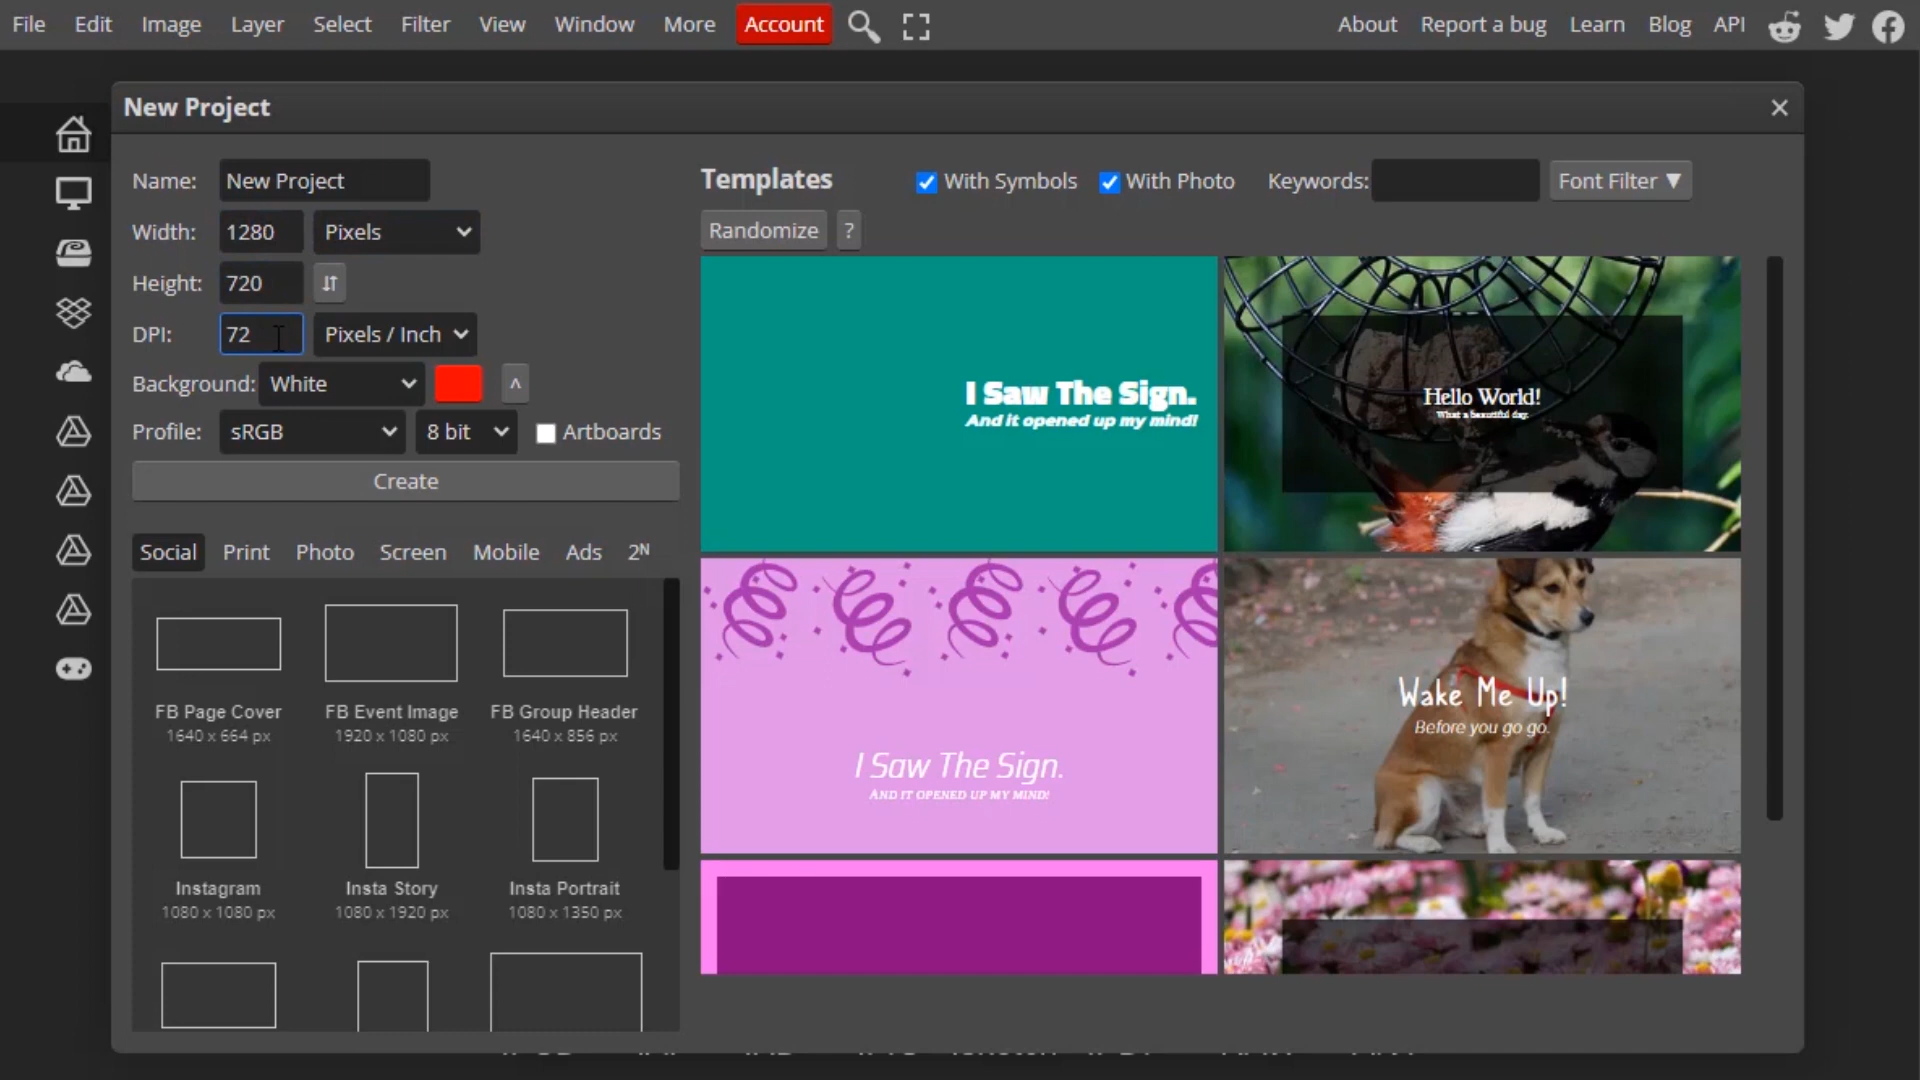 File Edit Image Layer Select Filter View Window More Account About Report a bug Learn Blog API
New Project
Name: New Project
Width: 1280 Pixels
Height: 720
DPI: 72 Pixels / Inch
Background: White
Profile: sRGB 8 bit Artboards
Create
Social Print Photo Screen Mobile Ads 2ᴺ
FB Page Cover FB Event Image FB Group Header
1640 x 664 px 1920 x 1080 px 1640 x 856 px
Instagram Insta Story Insta Portrait
1080 x 1080 px 1080 x 1920 px 1080 x 1350 px
Templates With Symbols With Photo Keywords: Font Filter ▼
Randomize ?
I Saw The Sign.
And it opened up my mind!
Hello World!
What a beautiful day.
I Saw The Sign.
AND IT OPENED UP MY MIND!
Wake Me Up!
Before you go go.